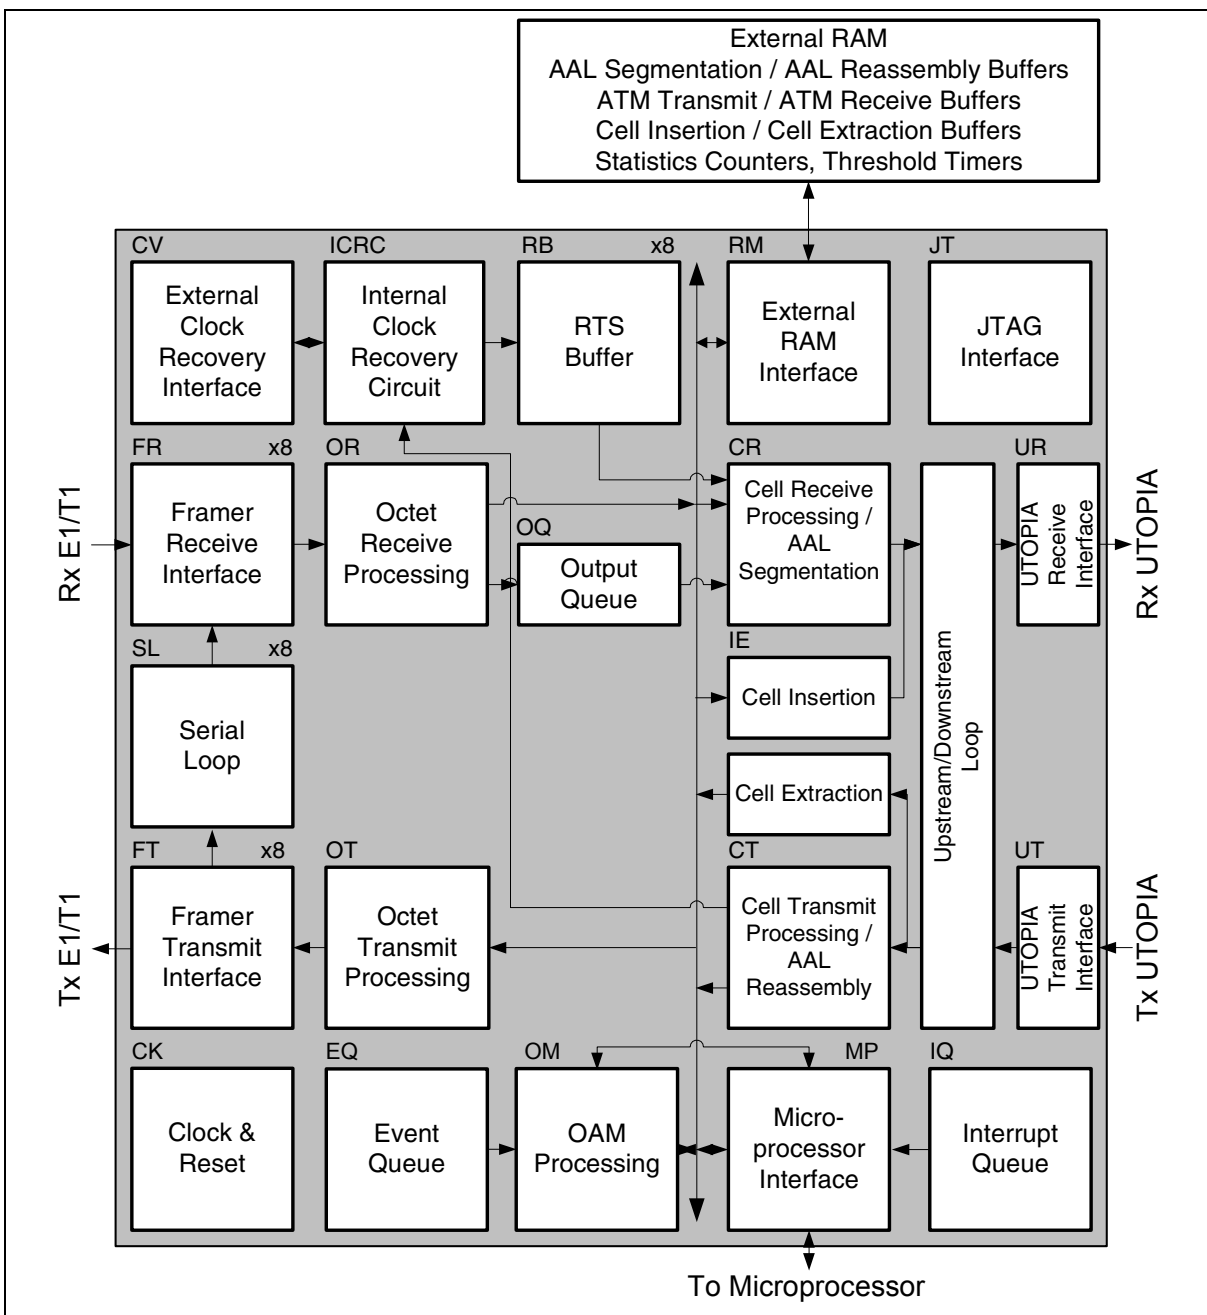 External RAM
AAL Segmentation / AAL Reassembly Buffers
ATM Transmit / ATM Receive Buffers
Cell Insertion / Cell Extraction Buffers
Statistics Counters, Threshold Timers
CV
ICRC
RB
x8
RM
JT
External
Clock
Recovery
Interface
Internal
Clock
Recovery
Circuit
RTS
Buffer
External
RAM
Interface
JTAG
Interface
FR
x8
OR
CR
UR
Rx E1/T1
Framer
Receive
Interface
Octet
Receive
Processing
OQ
Output
Queue
Cell Receive
Processing /
AAL
Segmentation
UTOPIA
Receive
Interface
Rx UTOPIA
SL
x8
IE
Serial
Loop
Cell Insertion
Cell Extraction
Upstream/Downstream
Loop
FT
x8
OT
CT
UT
Tx E1/T1
Framer
Transmit
Interface
Octet
Transmit
Processing
Cell Transmit
Processing /
AAL
Reassembly
UTOPIA
Transmit
Interface
Tx UTOPIA
CK
EQ
OM
MP
IQ
Clock &
Reset
Event
Queue
OAM
Processing
Micro-
processor
Interface
Interrupt
Queue
To Microprocessor